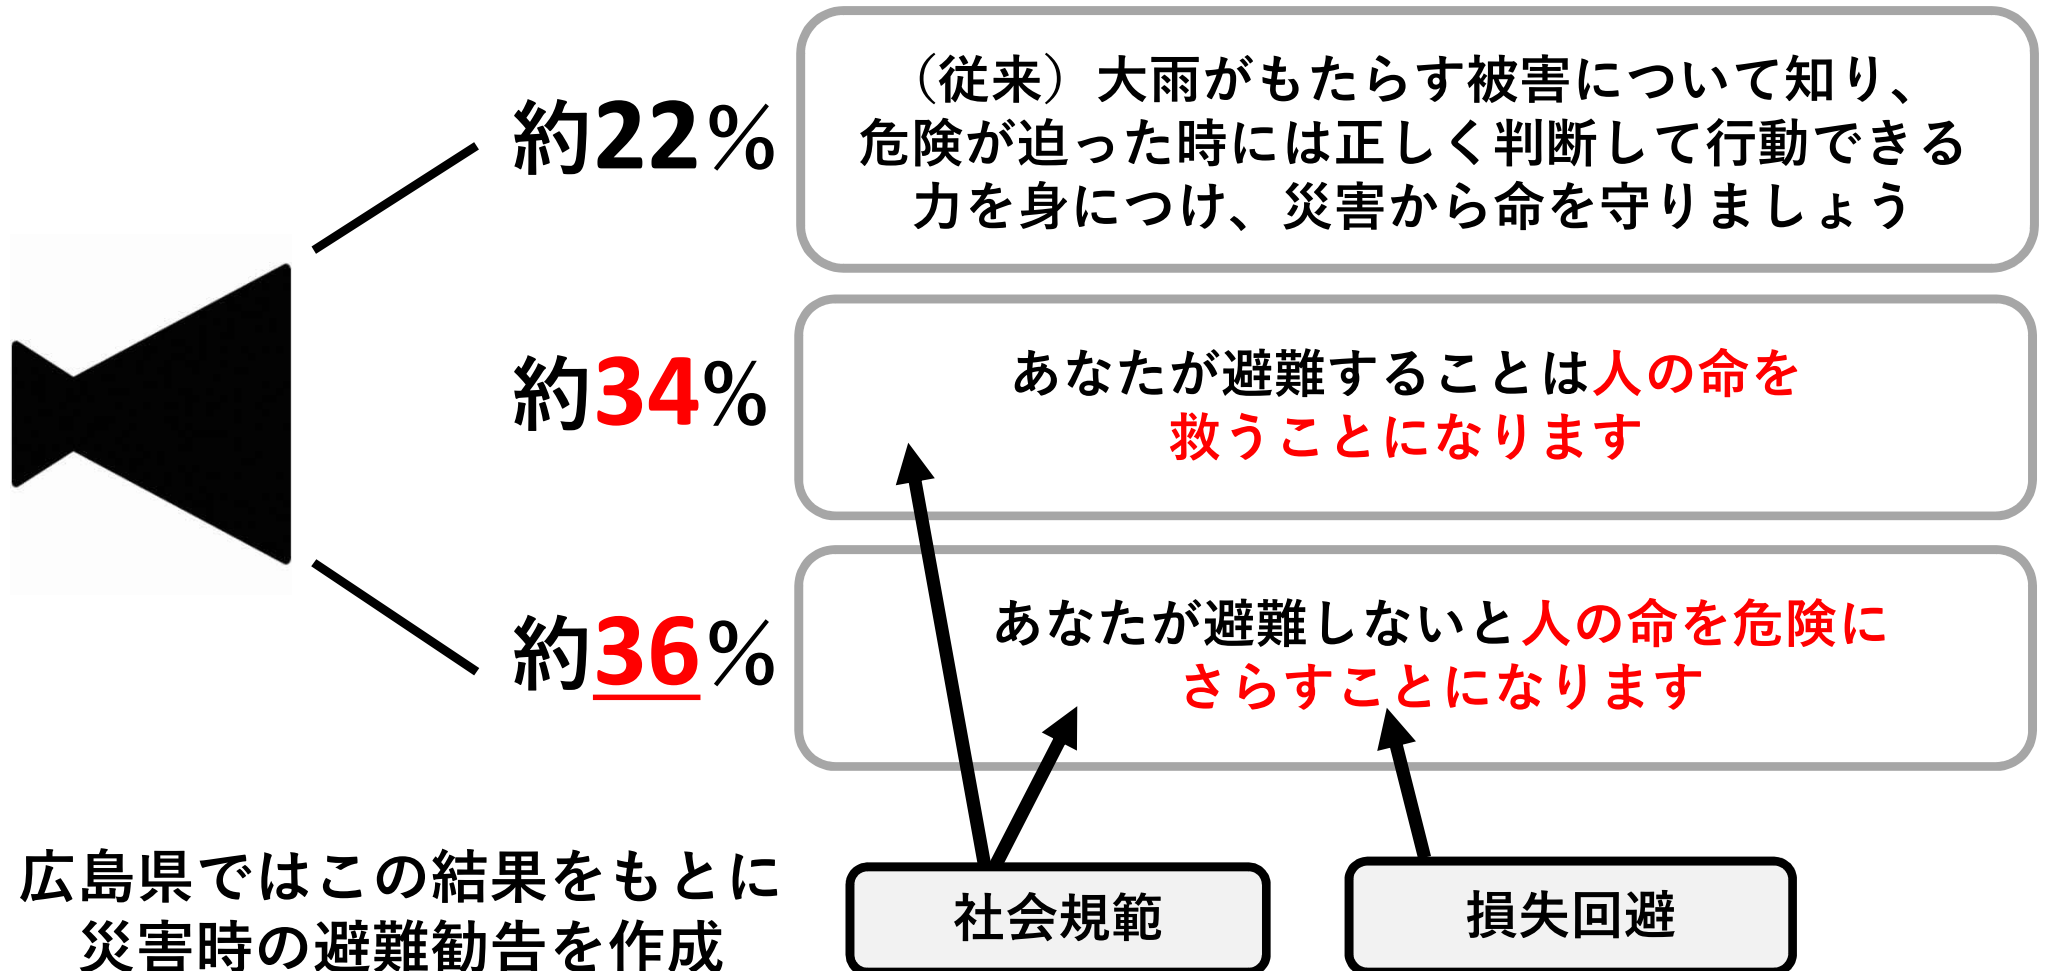 約22%
（従来）大雨がもたらす被害について知り、
危険が迫った時には正しく判断して行動できる
力を身につけ、災害から命を守りましょう
約34%
あなたが避難することは人の命を
救うことになります
約36%
あなたが避難しないと人の命を危険に
さらすことになります
広島県ではこの結果をもとに
災害時の避難勧告を作成
社会規範
損失回避